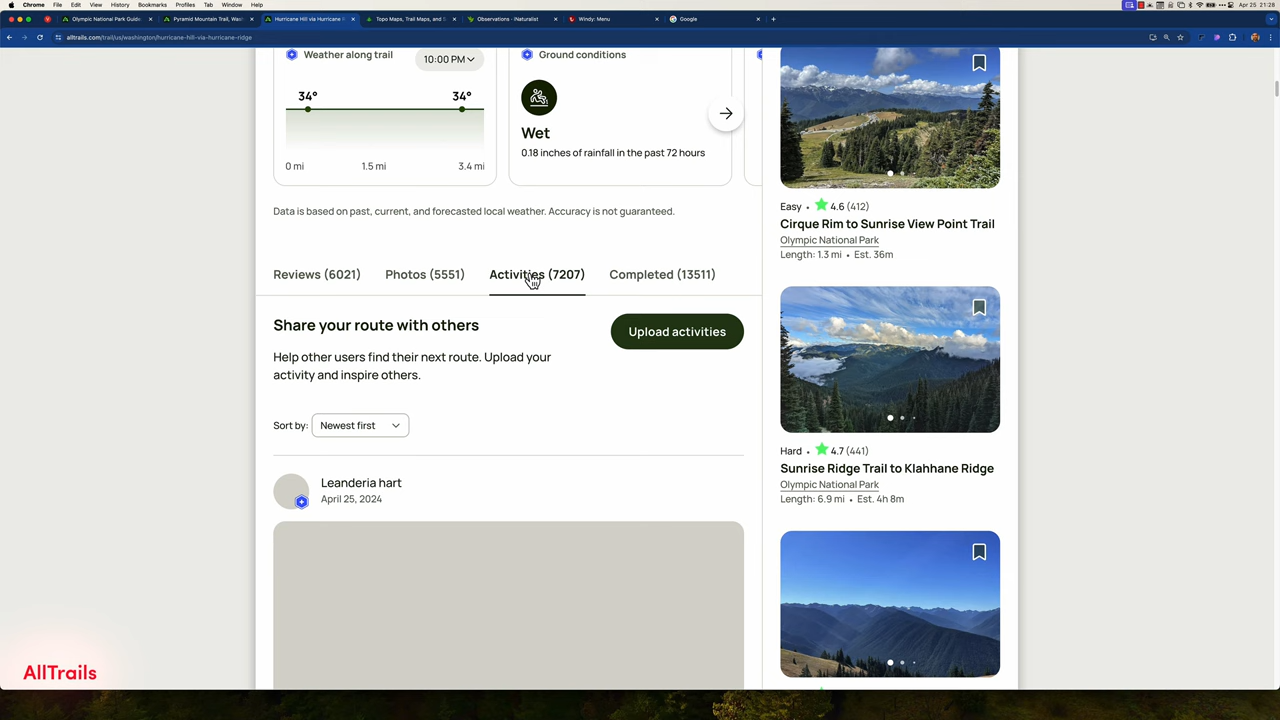 Chrome File Edit View History Bookmarks Profiles Tab Window Help
Apr 25 21:28
Olympic National Park Guide
Pyramid Mountain Trail, Wash
Hurricane Hill via Hurricane R
Topo Maps, Trail Maps, and D
Observations · iNaturalist
Windy: Menu
Google
alltrails.com/trail/us/washington/hurricane-hill-via-hurricane-ridge
Weather along trail
10:00 PM
34°
34°
0 mi
1.5 mi
3.4 mi
Ground conditions
Wet
0.18 inches of rainfall in the past 72 hours
Data is based on past, current, and forecasted local weather. Accuracy is not guaranteed.
Reviews (6021)
Photos (5551)
Activities (7207)
Completed (13511)
Share your route with others
Upload activities
Help other users find their next route. Upload your
activity and inspire others.
Sort by:
Newest first
Leanderia hart
April 25, 2024
Easy • 4.6 (412)
Cirque Rim to Sunrise View Point Trail
Olympic National Park
Length: 1.3 mi • Est. 36m
Hard • 4.7 (441)
Sunrise Ridge Trail to Klahhane Ridge
Olympic National Park
Length: 6.9 mi • Est. 4h 8m
AllTrails